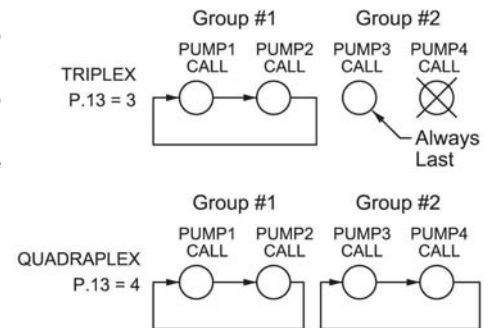 Group #1 Group #2
PUMP1 PUMP2 PUMP3 PUMP4
CALL CALL CALL CALL
TRIPLEX
P.13 = 3
Always
Last
Group #1 Group #2
PUMP1 PUMP2 PUMP3 PUMP4
CALL CALL CALL CALL
QUADRAPLEX
P.13 = 4